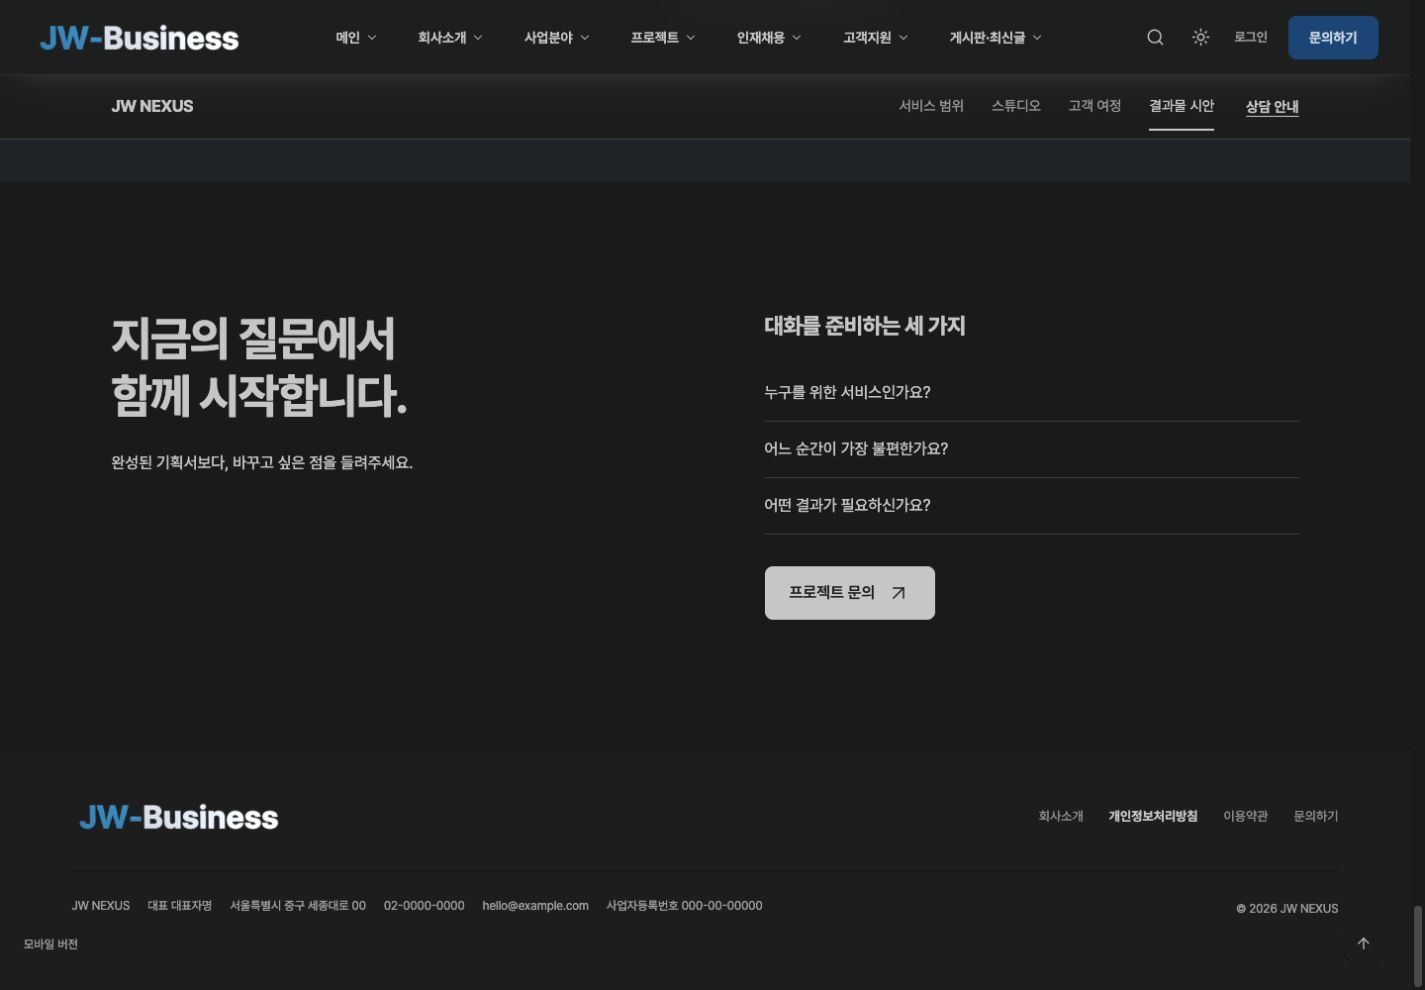 JW-Business
메인
회사소개
사업분야
프로젝트
인재채용
고객지원
게시판·최신글
로그인
문의하기
JW NEXUS
서비스 범위
스튜디오
고객 여정
결과물 시안
상담 안내
지금의 질문에서
함께 시작합니다.
완성된 기획서보다, 바꾸고 싶은 점을 들려주세요.
대화를 준비하는 세 가지
누구를 위한 서비스인가요?
어느 순간이 가장 불편한가요?
어떤 결과가 필요하신가요?
프로젝트 문의
JW-Business
회사소개
개인정보처리방침
이용약관
문의하기
JW NEXUS
대표 대표자명
서울특별시 중구 세종대로 00
02-0000-0000
hello@example.com
사업자등록번호 000-00-00000
© 2026 JW NEXUS
모바일 버전